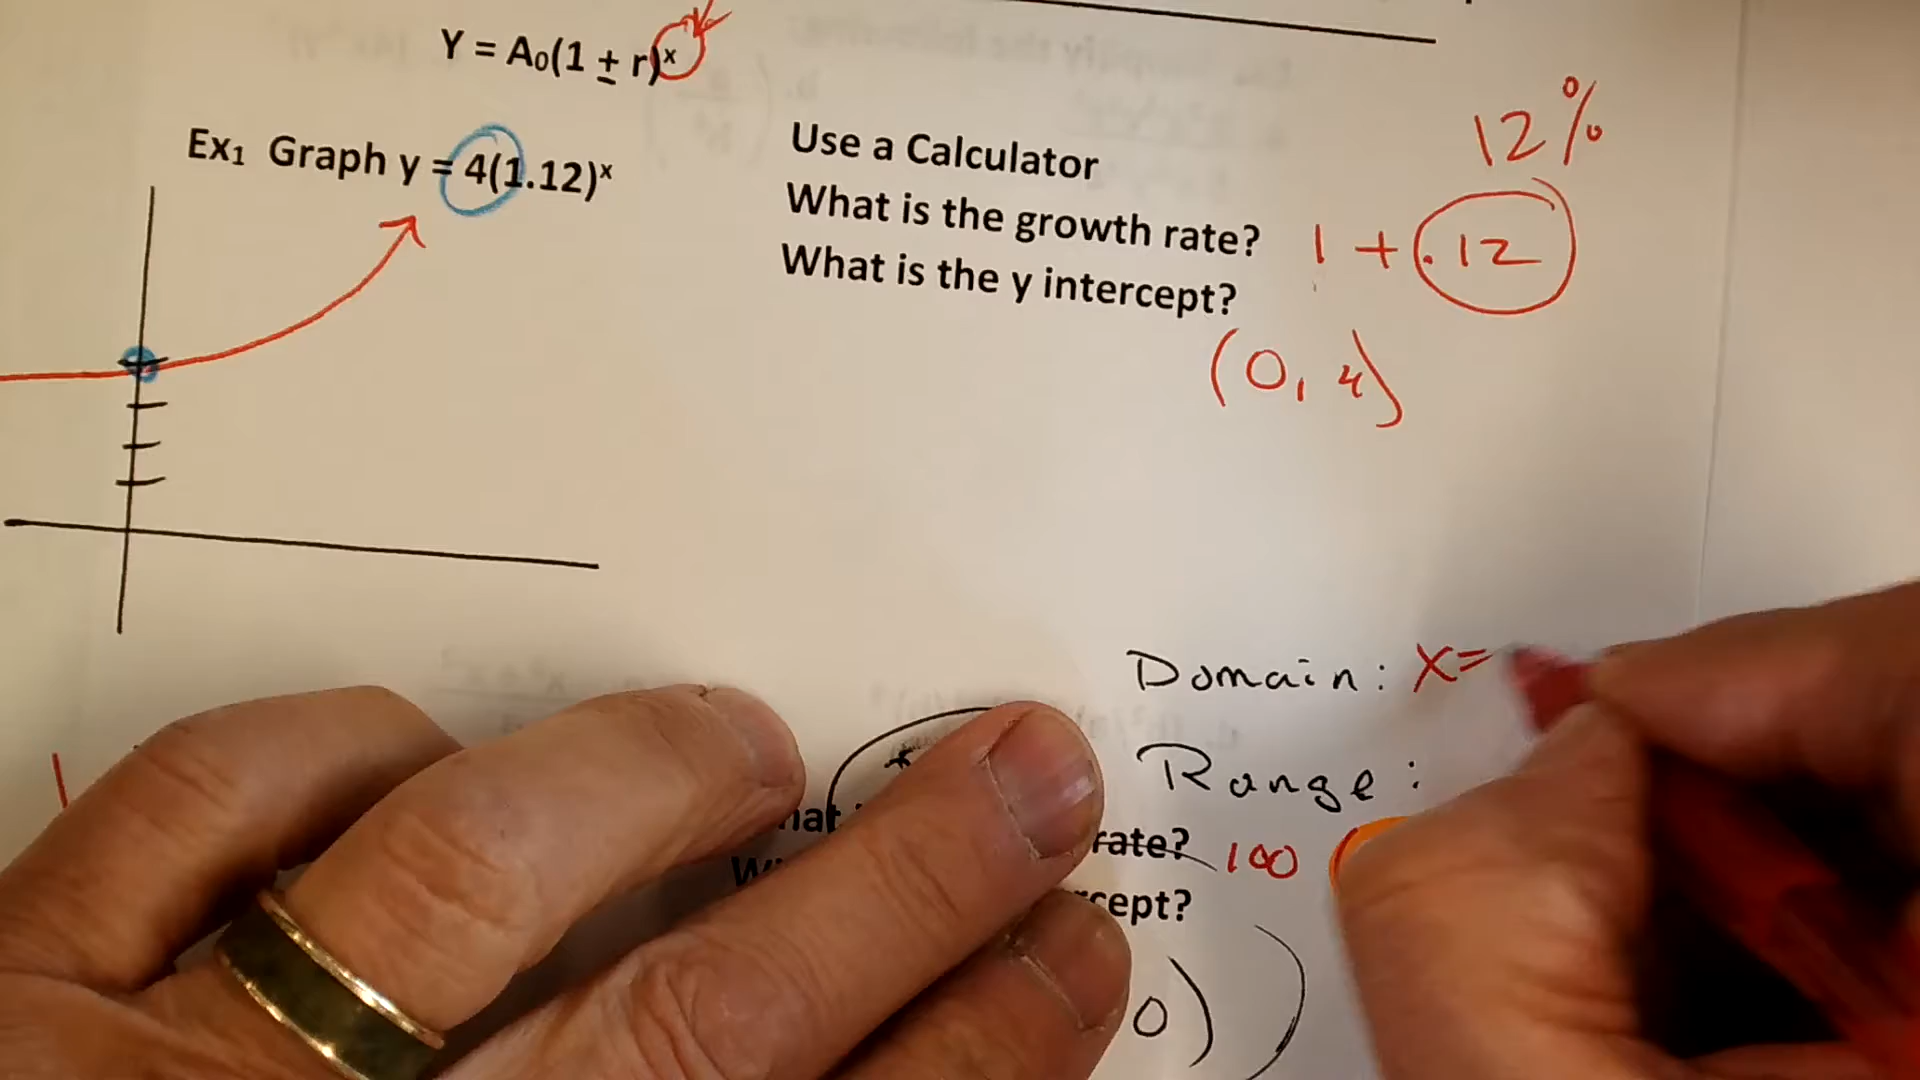 Y = A₀(1 ± r)ˣ
Ex₁ Graph y = 4(1.12)ˣ
Use a Calculator
What is the growth rate? 1 + .12
12%
What is the y intercept?
(0, 4)
Domain: x=
Range:
rate? 100
cept?
0)